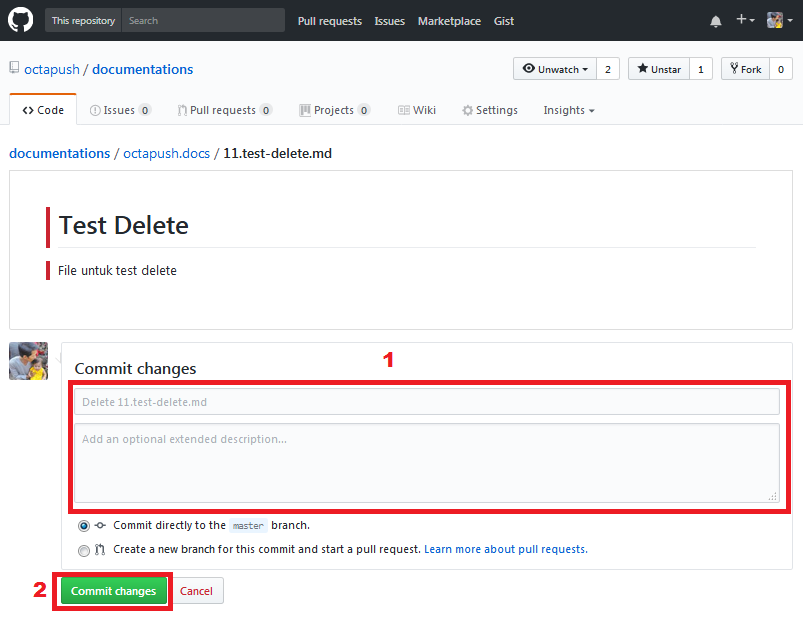 This repository Search Pull requests Issues Marketplace Gist
octapush / documentations Unwatch 2 Unstar 1 Fork 0
Code Issues 0 Pull requests 0 Projects 0 Wiki Settings Insights
documentations / octapush.docs / 11.test-delete.md
Test Delete
File untuk test delete
1
Commit changes
Delete 11.test-delete.md
Add an optional extended description...
Commit directly to the master branch.
Create a new branch for this commit and start a pull request. Learn more about pull requests.
2 Commit changes Cancel